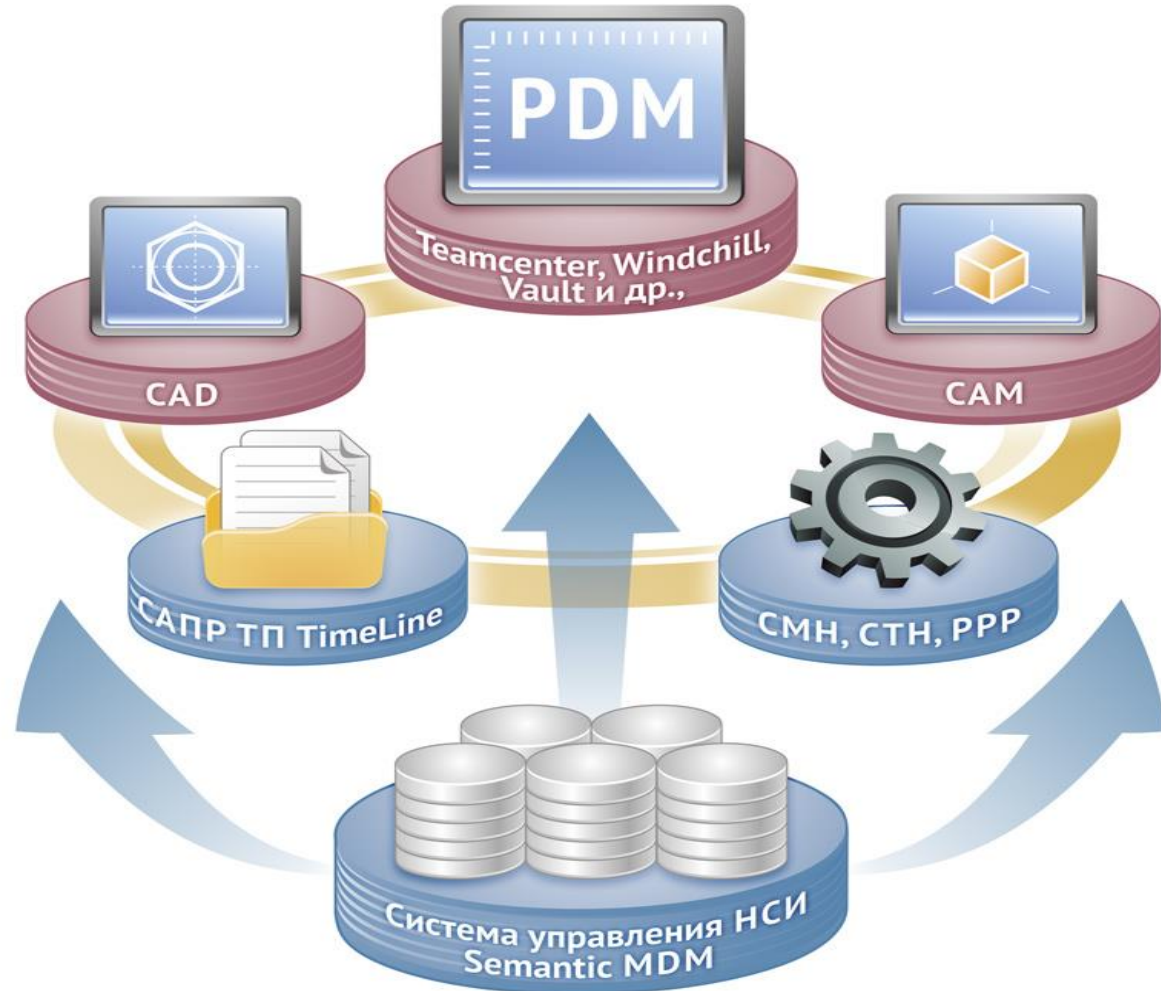 PDM
Teamcenter, Windchill,
Vault и др.,
CAD
CAM
САПР ТП TimeLine
СМН, СТН, РРР
Система управления НСИ
Semantic MDM